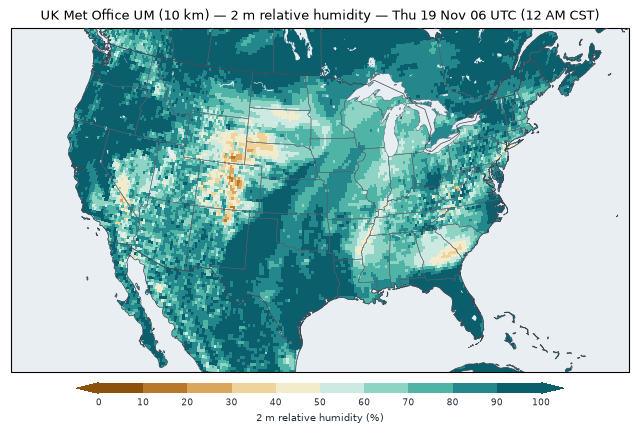 UK Met Office UM (10 km) — 2 m relative humidity — Thu 19 Nov 06 UTC (12 AM CST)
0 10 20 30 40 50 60 70 80 90 100
2 m relative humidity (%)